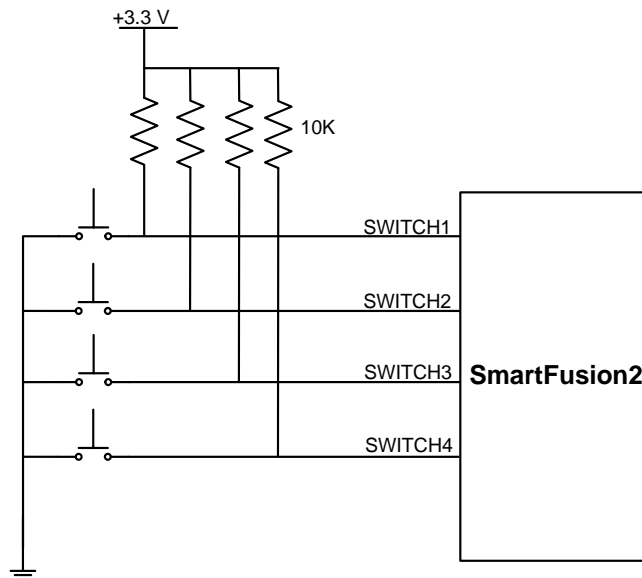 +3.3 V
10K
SWITCH1
SWITCH2
SWITCH3
SmartFusion2
SWITCH4